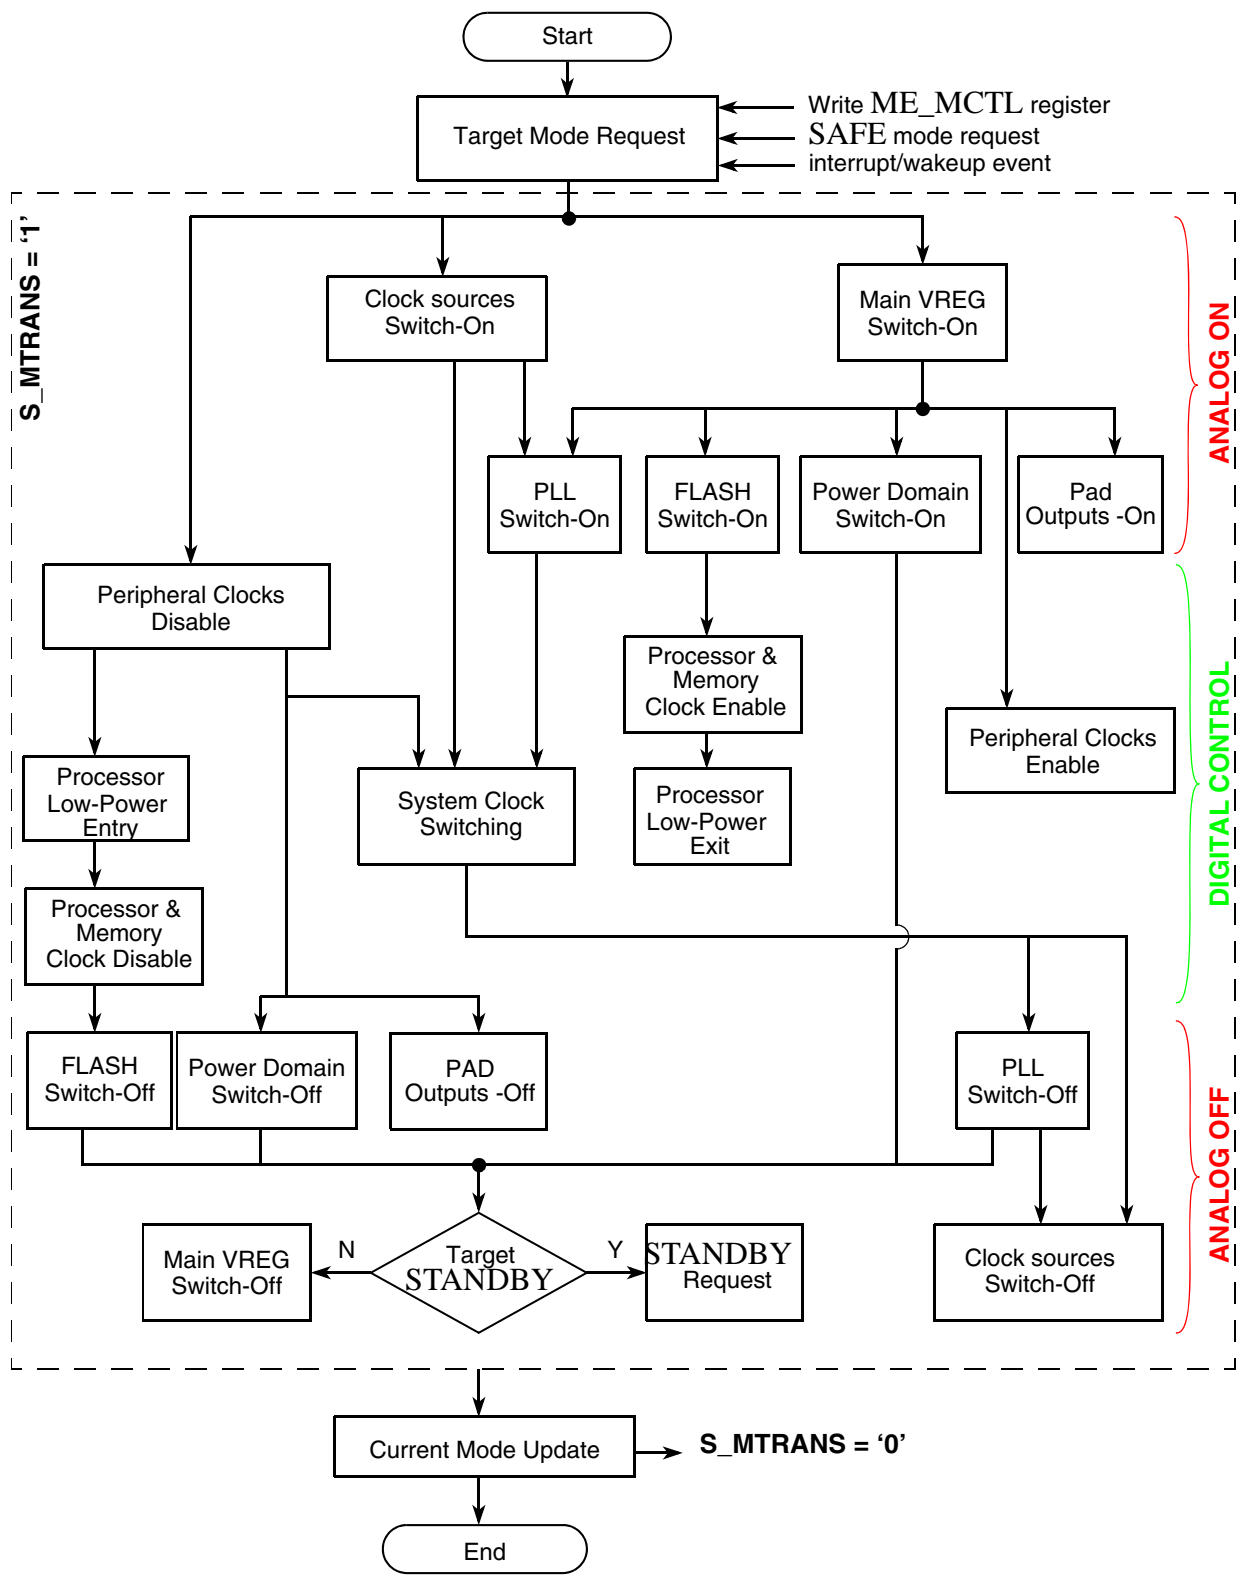 Start
Target Mode Request
Write ME_MCTL register
SAFE mode request
interrupt/wakeup event
S_MTRANS = ‘1’
ANALOG ON
Clock sources
Switch-On
Main VREG
Switch-On
PLL
Switch-On
FLASH
Switch-On
Power Domain
Switch-On
Pad
Outputs -On
DIGITAL CONTROL
Peripheral Clocks
Disable
Processor &
Memory
Clock Enable
Peripheral Clocks
Enable
Processor
Low-Power
Entry
System Clock
Switching
Processor
Low-Power
Exit
Processor &
Memory
Clock Disable
ANALOG OFF
FLASH
Switch-Off
Power Domain
Switch-Off
PAD
Outputs -Off
PLL
Switch-Off
Main VREG
Switch-Off
N
Target
STANDBY
Y
STANDBY
Request
Clock sources
Switch-Off
Current Mode Update
S_MTRANS = ‘0’
End